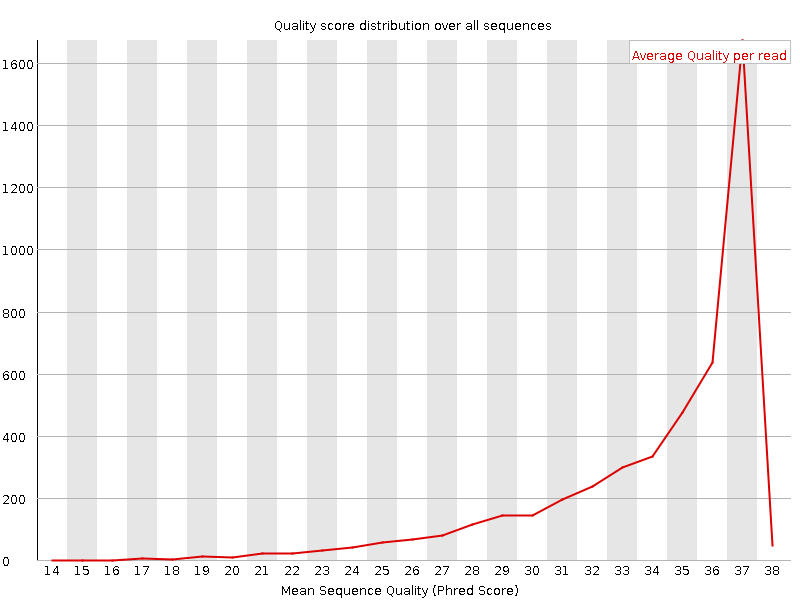 Quality score distribution over all sequences
Average Quality per read
1600
1400
1200
1000
800
600
400
200
0
14 15 16 17 18 19 20 21 22 23 24 25 26 27 28 29 30 31 32 33 34 35 36 37 38
Mean Sequence Quality (Phred Score)